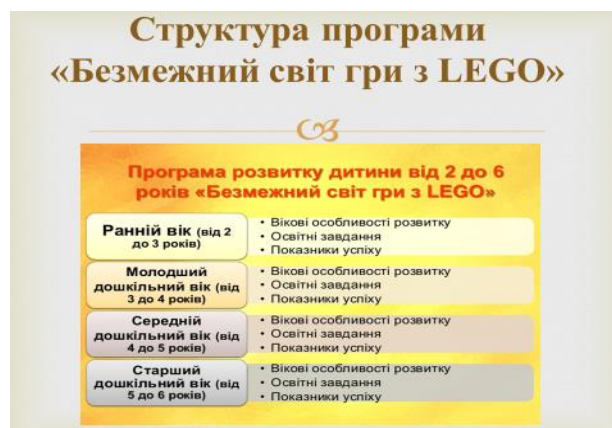 Структура програми
«Безмежний світ гри з LEGO»
Програма розвитку дитини від 2 до 6
років «Безмежний світ гри з LEGO»
Ранній вік (від 2
до 3 років)
• Вікові особливості розвитку
• Освітні завдання
• Показники успіху
Молодший
дошкільний вік (від
3 до 4 років)
• Вікові особливості розвитку
• Освітні завдання
• Показники успіху
Середній
дошкільний вік (від
4 до 5 років)
• Вікові особливості розвитку
• Освітні завдання
• Показники успіху
Старший
дошкільний вік (від
5 до 6 років)
• Вікові особливості розвитку
• Освітні завдання
• Показники успіху